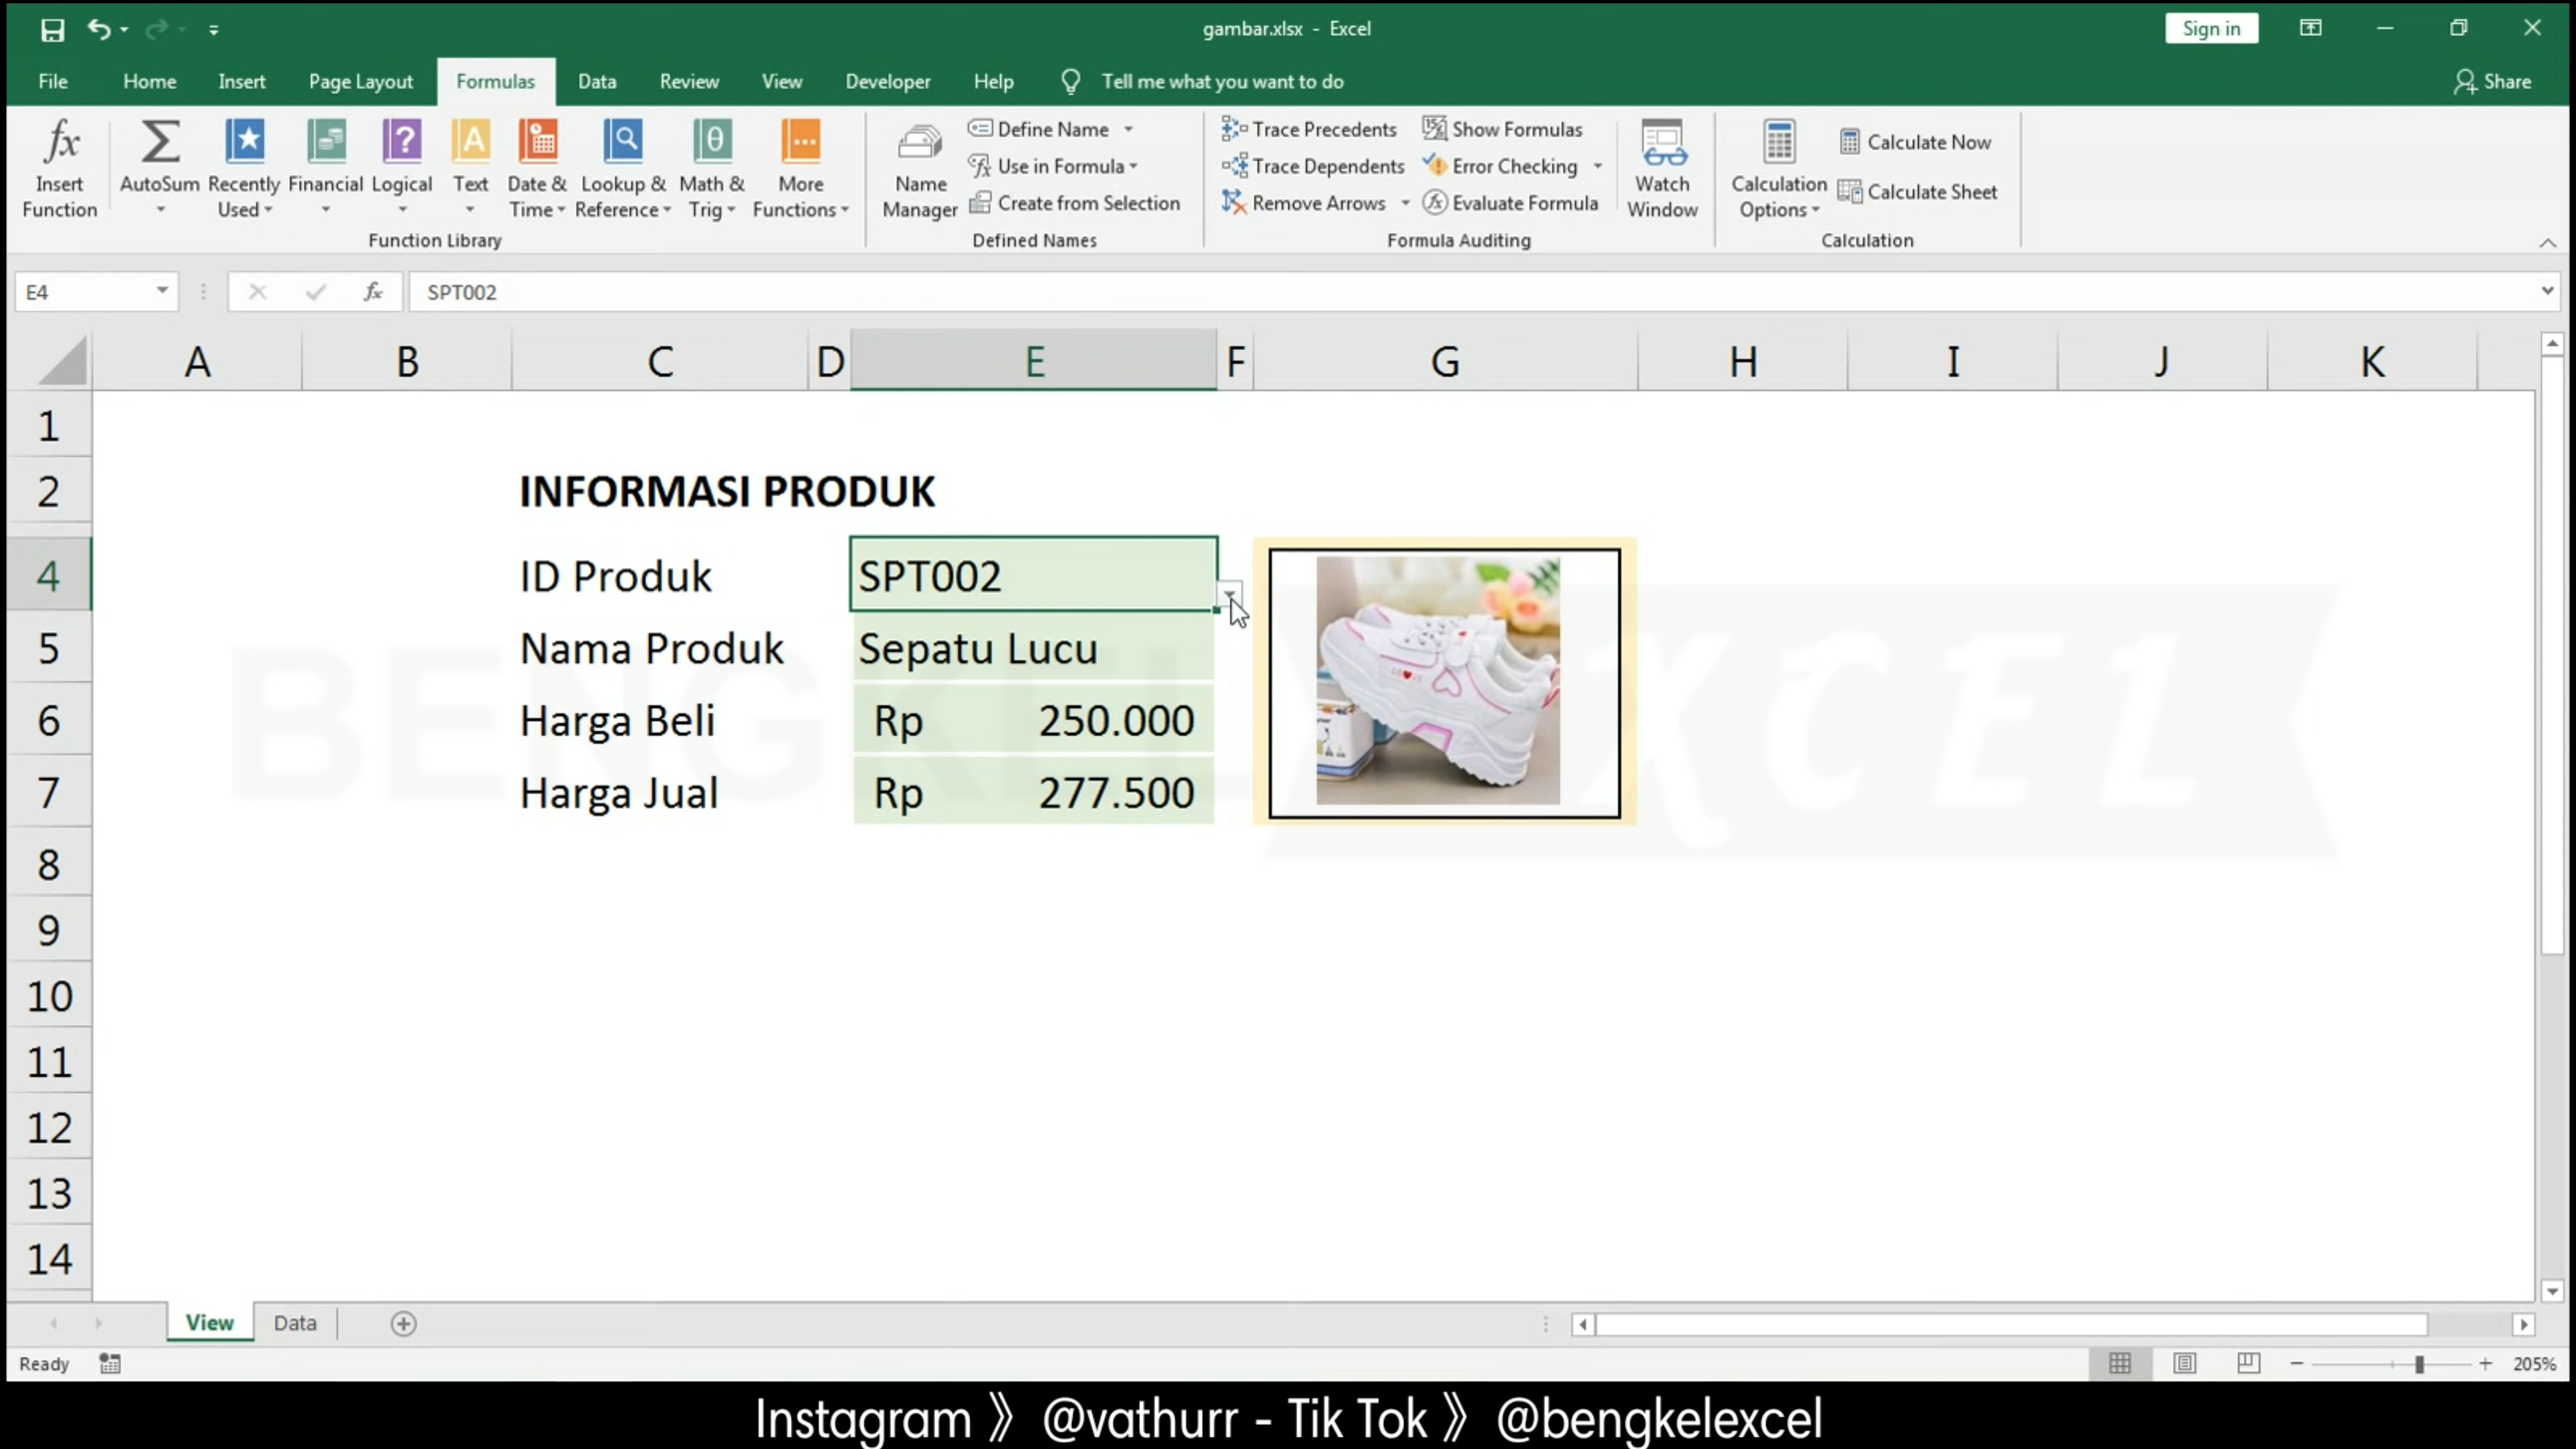 gambar.xlsx - Excel
Sign in
File Home Insert Page Layout Formulas Data Review View Developer Help Tell me what you want to do Share
Insert Function
AutoSum
Recently Used
Financial
Logical
Text
Date & Time
Lookup & Reference
Math & Trig
More Functions
Function Library
Name Manager
Define Name
Use in Formula
Create from Selection
Defined Names
Trace Precedents
Trace Dependents
Remove Arrows
Show Formulas
Error Checking
Evaluate Formula
Formula Auditing
Watch Window
Calculation Options
Calculate Now
Calculate Sheet
Calculation
E4 fx SPT002
A B C D E F G H I J K
1
2 INFORMASI PRODUK
4 ID Produk SPT002
5 Nama Produk Sepatu Lucu
6 Harga Beli Rp 250.000
7 Harga Jual Rp 277.500
BENGKEL EXCEL
8
9
10
11
12
13
14
View Data
Ready 205%
Instagram 》 @vathurr - Tik Tok 》 @bengkelexcel